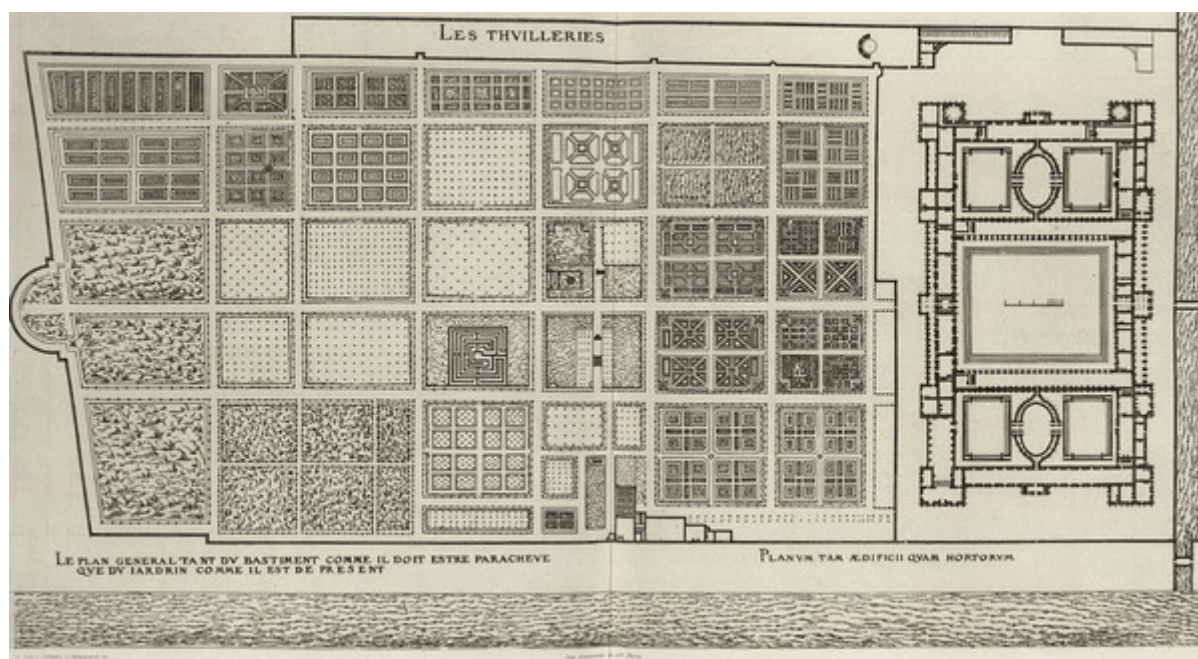 LES THVILLERIES
LE PLAN GENERAL TANT DV BASTIMENT COMME IL DOIT ESTRE PARACHEVE
QVE DV IARDRIN COMME IL EST DE PRESENT
PLANVM TAM ÆDIFICII QVAM HORTORVM